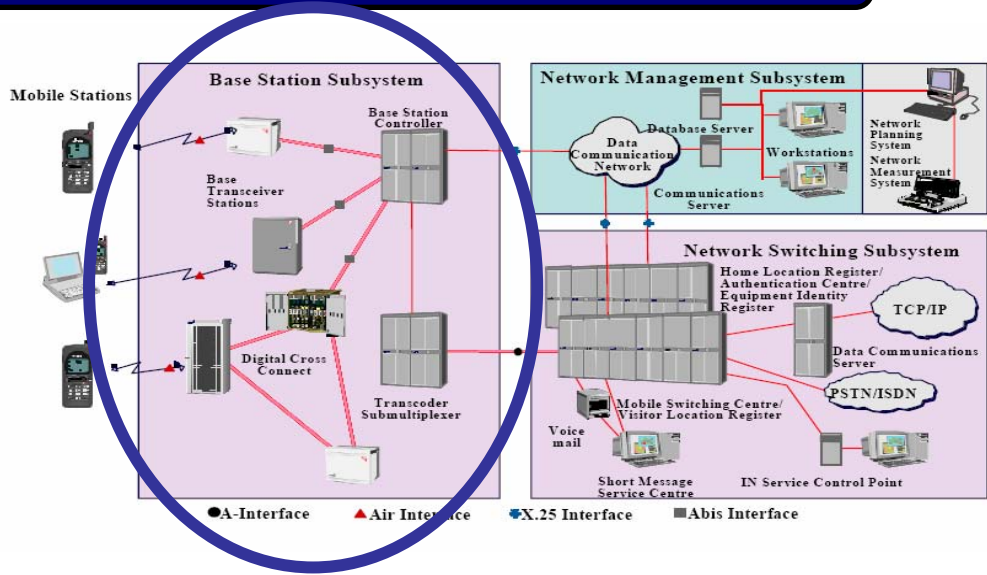 Mobile Stations
Base Station Subsystem
Base Station
Controller
Base
Transceiver
Stations
Digital Cross
Connect
Transcoder
Submultiplexer
Network Management Subsystem
Database Server
Data
Communication
Network
Workstations
Communications
Server
Network
Planning
System
Network
Measurement
System
Network Switching Subsystem
Home Location Register/
Authentication Centre/
Equipment Identity
Register
TCP/IP
Data Communications
Server
PSTN/ISDN
Mobile Switching Centre/
Visitor Location Register
Voice
mail
Short Message
Service Centre
IN Service Control Point
A-Interface
Air Interface
X.25 Interface
Abis Interface